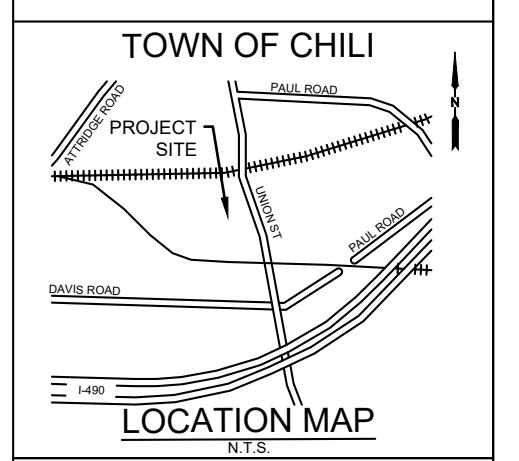 TOWN OF CHILI
PAUL ROAD
ATTRIDGE ROAD
N
PROJECT
SITE
UNION ST
PAUL ROAD
DAVIS ROAD
I-490
LOCATION MAP
N.T.S.